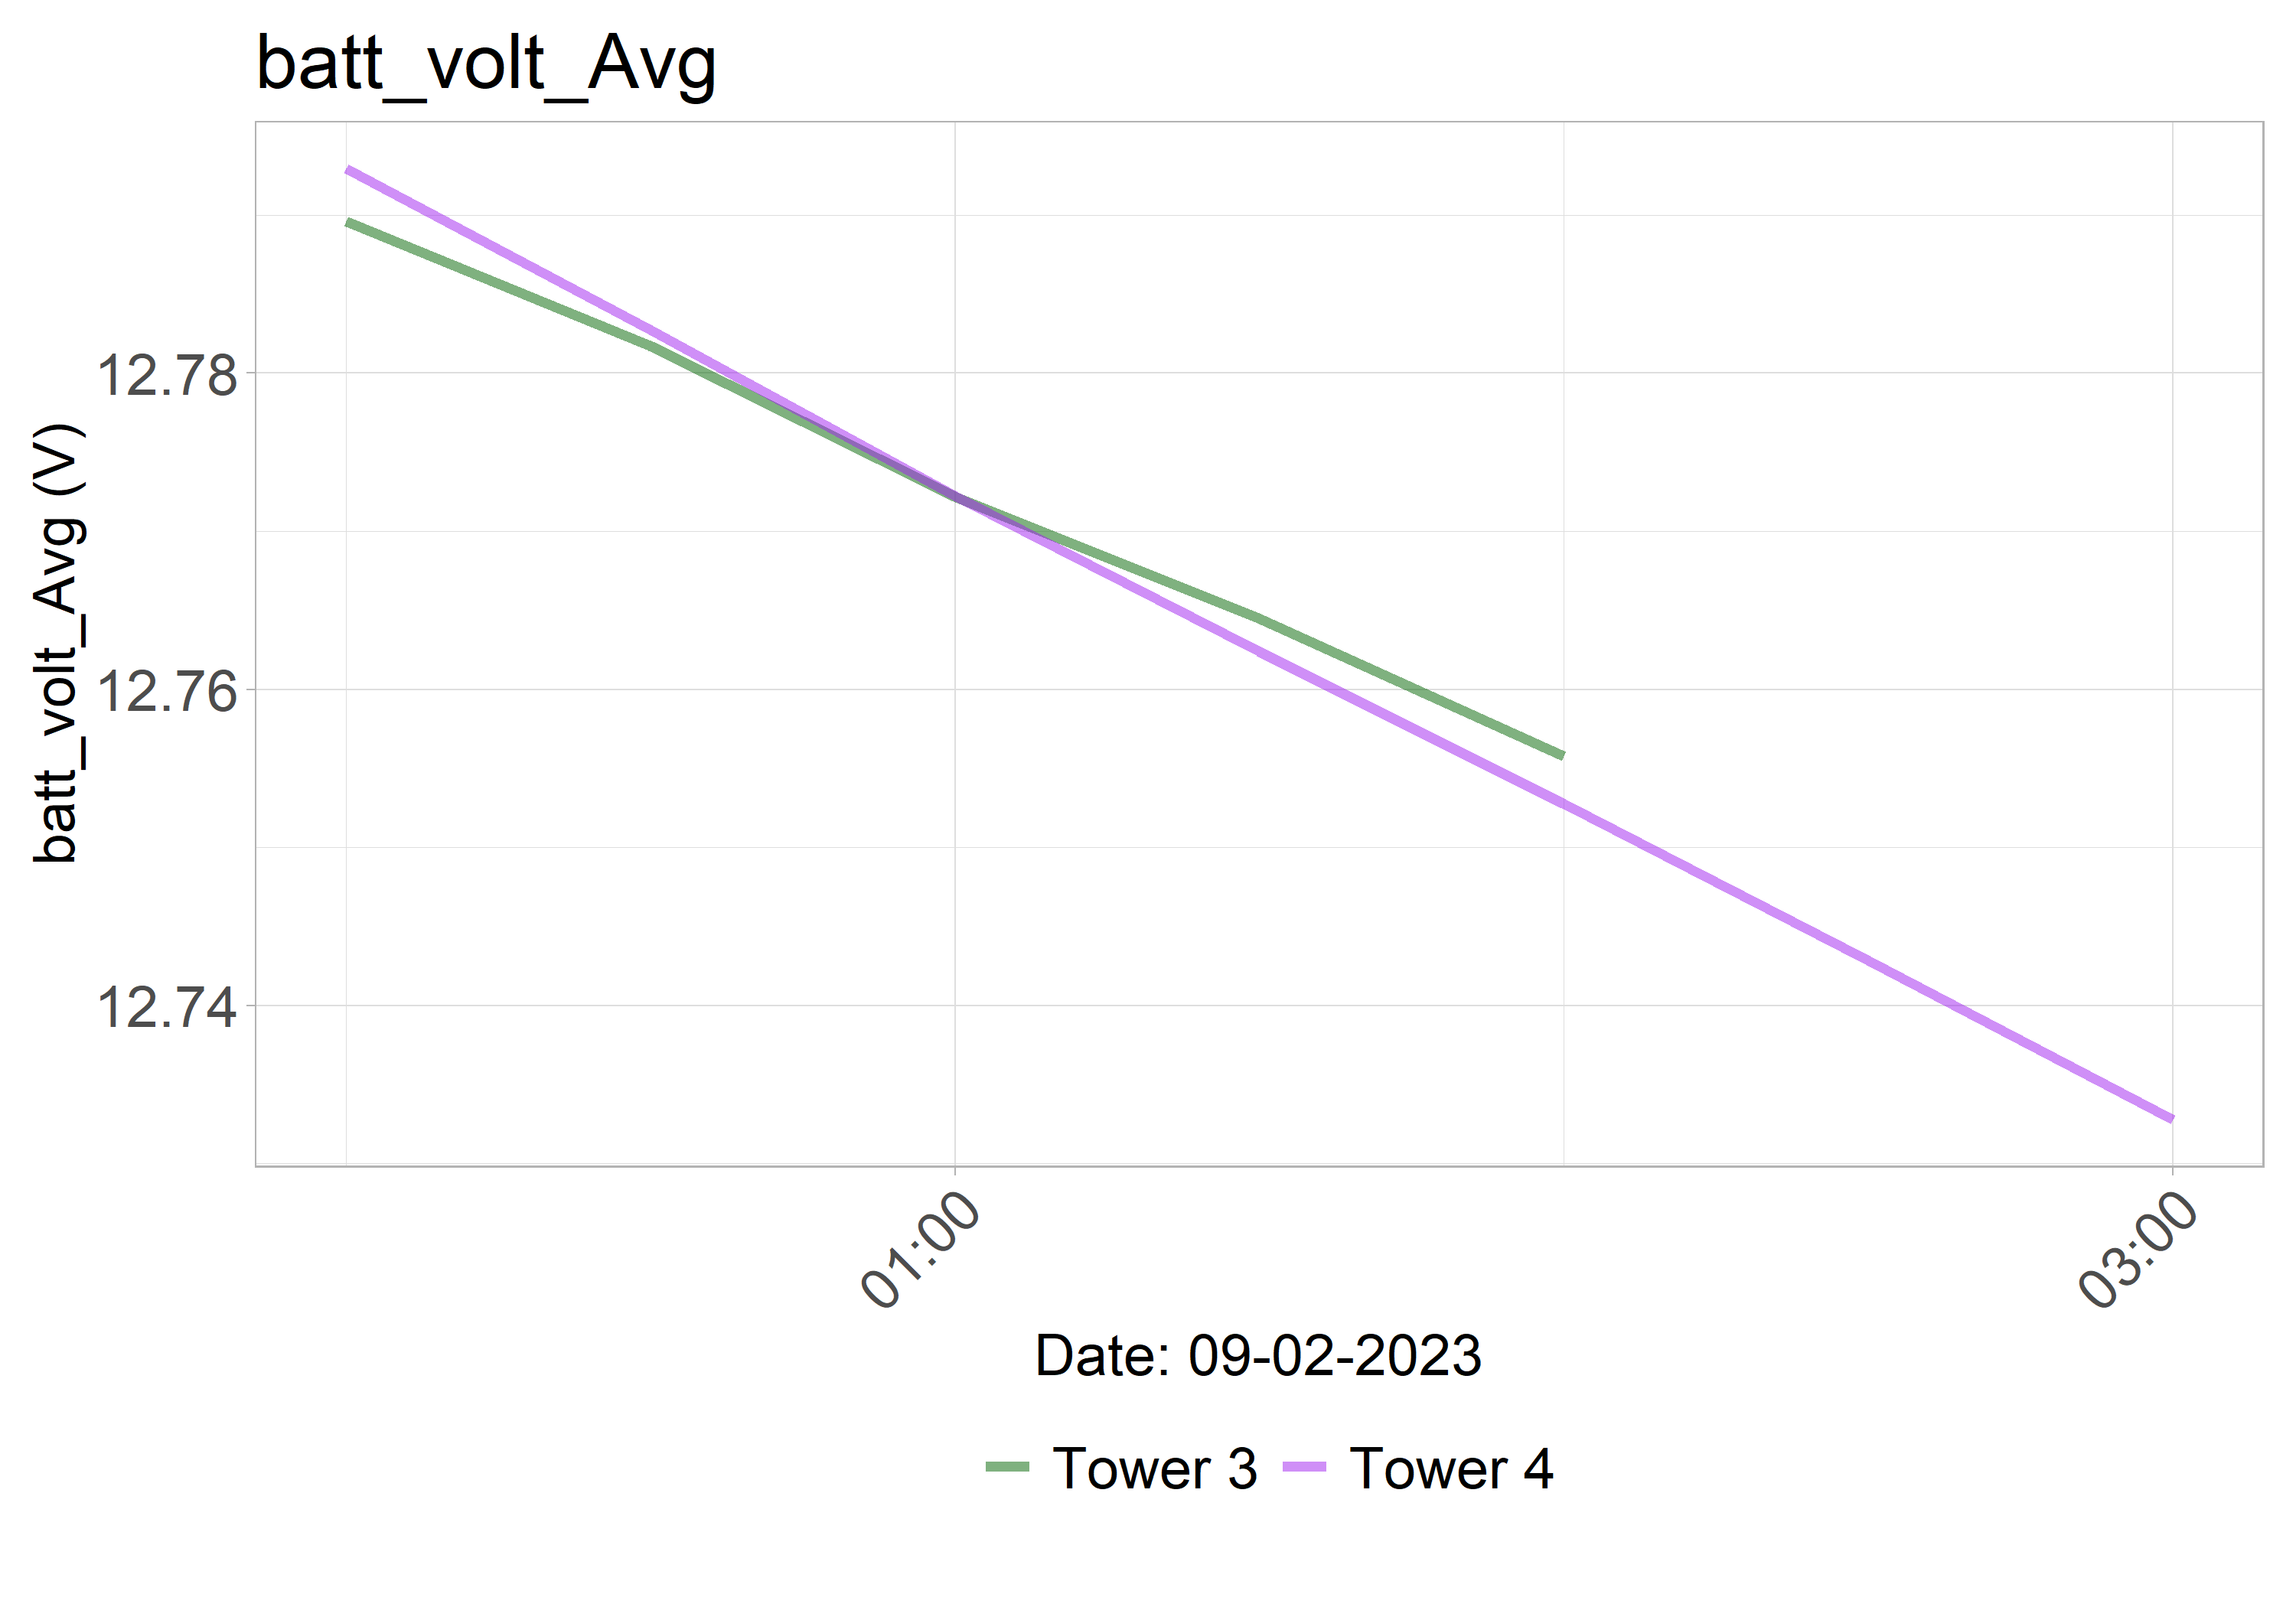 batt_volt_Avg
batt_volt_Avg (V)
12.78
12.76
12.74
01:00
03:00
Date: 09-02-2023
Tower 3
Tower 4